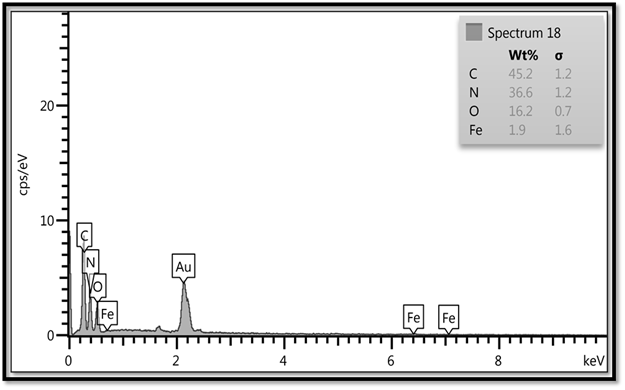 Spectrum 18
Wt% σ
C 45.2 1.2
N 36.6 1.2
O 16.2 0.7
Fe 1.9 1.6
cps/eV
20
10
0
C
N
O
Fe
Au
Fe
Fe
0 2 4 6 8 keV